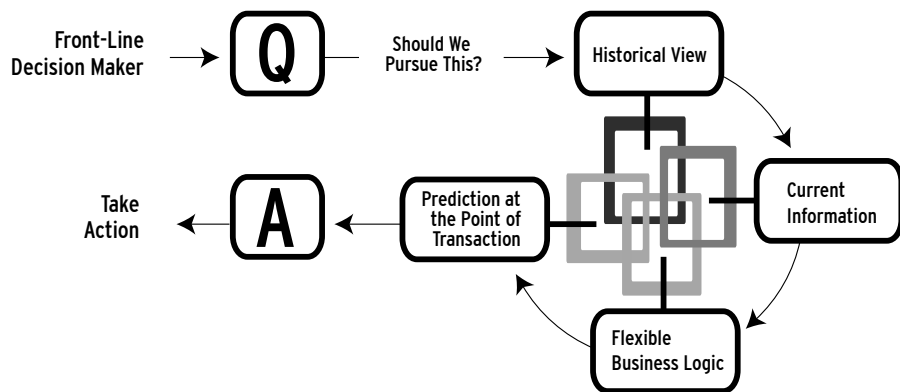 Front-Line
Decision Maker
Q
Should We
Pursue This?
Historical View
Current
Information
Flexible
Business Logic
Prediction at
the Point of
Transaction
A
Take
Action